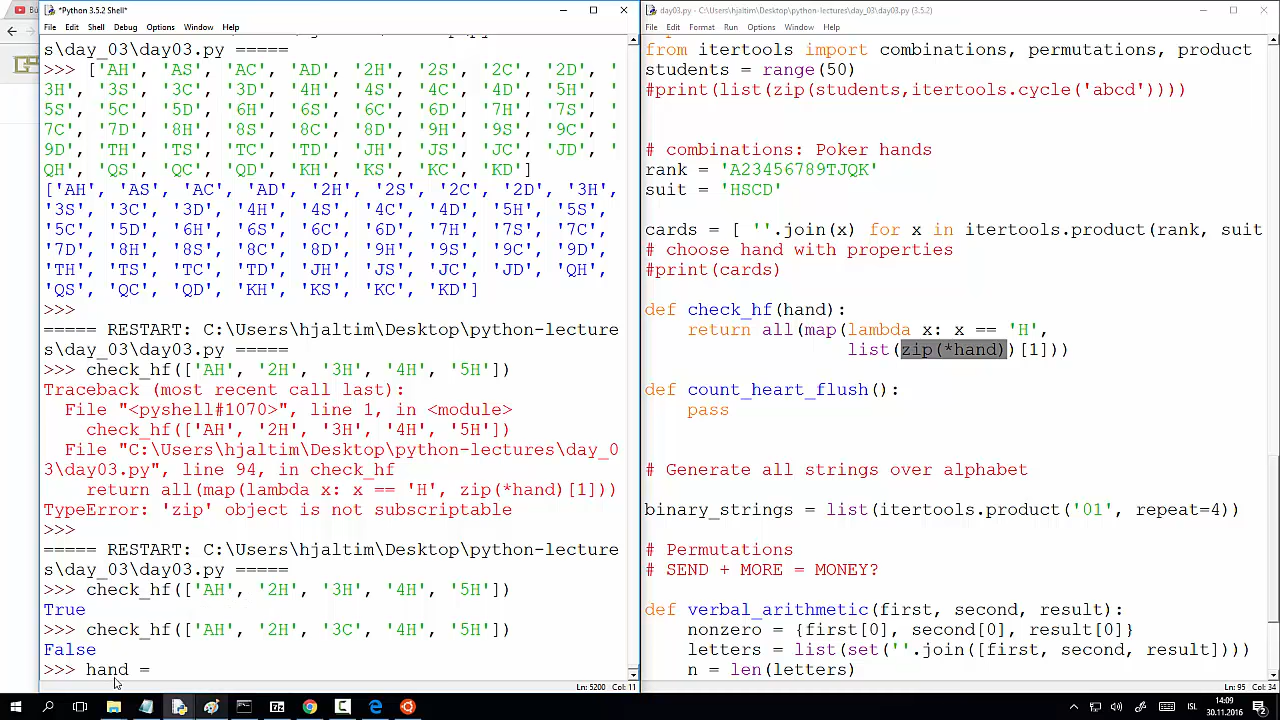 *Python 3.5.2 Shell*
File Edit Shell Debug Options Window Help
s\day_03\day03.py =====
>>> ['AH', 'AS', 'AC', 'AD', '2H', '2S', '2C', '2D', '
3H', '3S', '3C', '3D', '4H', '4S', '4C', '4D', '5H', '
5S', '5C', '5D', '6H', '6S', '6C', '6D', '7H', '7S', '
7C', '7D', '8H', '8S', '8C', '8D', '9H', '9S', '9C', '
9D', 'TH', 'TS', 'TC', 'TD', 'JH', 'JS', 'JC', 'JD', '
QH', 'QS', 'QC', 'QD', 'KH', 'KS', 'KC', 'KD']
['AH', 'AS', 'AC', 'AD', '2H', '2S', '2C', '2D', '3H',
'3S', '3C', '3D', '4H', '4S', '4C', '4D', '5H', '5S',
'5C', '5D', '6H', '6S', '6C', '6D', '7H', '7S', '7C',
'7D', '8H', '8S', '8C', '8D', '9H', '9S', '9C', '9D',
'TH', 'TS', 'TC', 'TD', 'JH', 'JS', 'JC', 'JD', 'QH',
'QS', 'QC', 'QD', 'KH', 'KS', 'KC', 'KD']
>>>
===== RESTART: C:\Users\hjaltim\Desktop\python-lecture
s\day_03\day03.py =====
>>> check_hf(['AH', '2H', '3H', '4H', '5H'])
Traceback (most recent call last):
File "<pyshell#1070>", line 1, in <module>
check_hf(['AH', '2H', '3H', '4H', '5H'])
File "C:\Users\hjaltim\Desktop\python-lectures\day_0
3\day03.py", line 94, in check_hf
return all(map(lambda x: x == 'H', zip(*hand)[1]))
TypeError: 'zip' object is not subscriptable
>>>
===== RESTART: C:\Users\hjaltim\Desktop\python-lecture
s\day_03\day03.py =====
>>> check_hf(['AH', '2H', '3H', '4H', '5H'])
True
>>> check_hf(['AH', '2H', '3C', '4H', '5H'])
False
>>> hand =
Ln: 5200 Col: 11
day03.py - C:\Users\hjaltim\Desktop\python-lectures\day_03\day03.py (3.5.2)
File Edit Format Run Options Window Help
from itertools import combinations, permutations, product
students = range(50)
#print(list(zip(students,itertools.cycle('abcd'))))
# combinations: Poker hands
rank = 'A23456789TJQK'
suit = 'HSCD'
cards = [ ''.join(x) for x in itertools.product(rank, suit
# choose hand with properties
#print(cards)
def check_hf(hand):
return all(map(lambda x: x == 'H',
list(zip(*hand))[1]))
def count_heart_flush():
pass
# Generate all strings over alphabet
binary_strings = list(itertools.product('01', repeat=4))
# Permutations
# SEND + MORE = MONEY?
def verbal_arithmetic(first, second, result):
nonzero = {first[0], second[0], result[0]}
letters = list(set(''.join([first, second, result])))
n = len(letters)
Ln: 95 Col: 34
14:09
30.11.2016